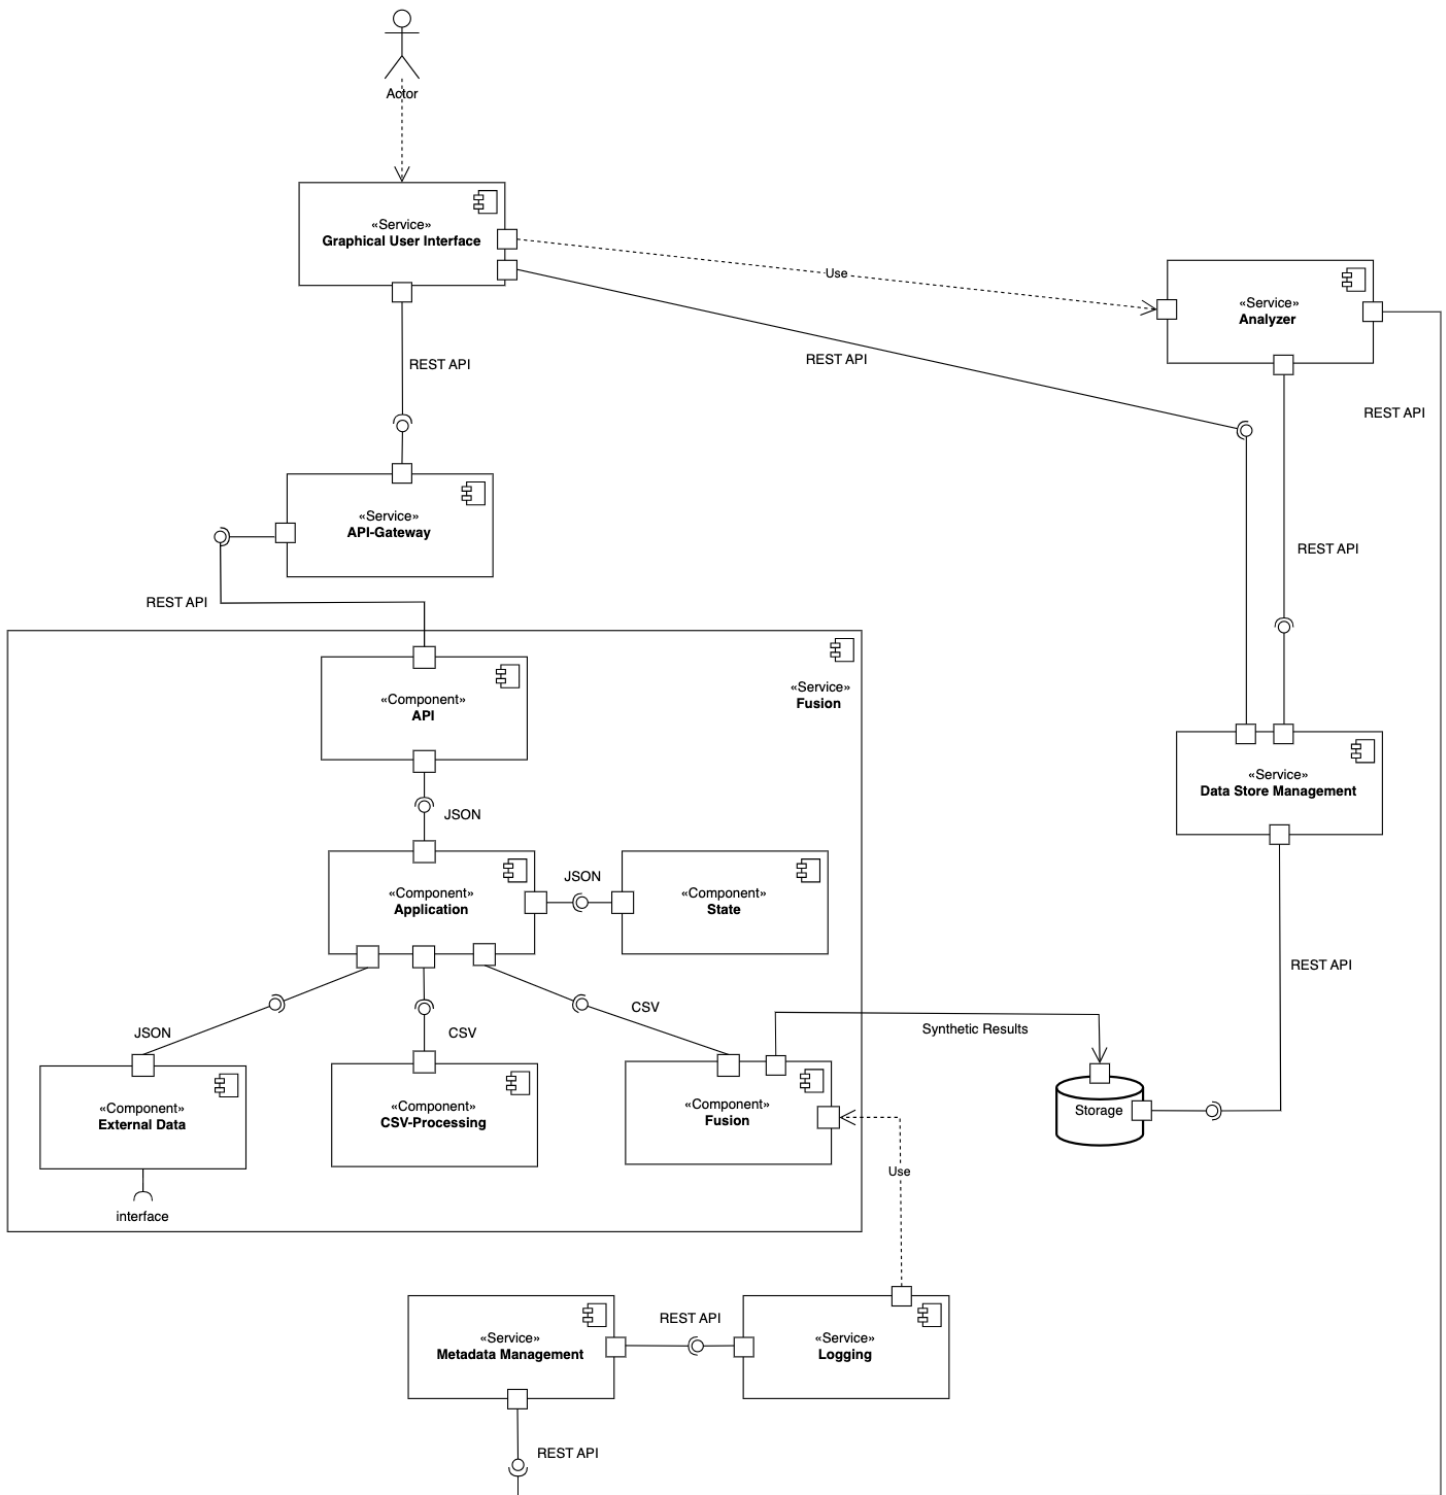 Actor
«Service»
Graphical User Interface
Use
«Service»
Analyzer
REST API
REST API
REST API
«Service»
API-Gateway
REST API
REST API
«Service»
Fusion
«Component»
API
«Service»
Data Store Management
JSON
«Component»
Application
JSON
«Component»
State
REST API
JSON
CSV
CSV
Synthetic Results
«Component»
External Data
«Component»
CSV-Processing
«Component»
Fusion
Storage
Use
interface
«Service»
Metadata Management
REST API
«Service»
Logging
REST API